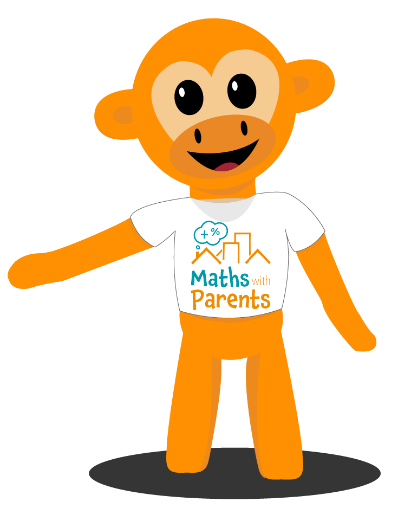 + %
Maths with
Parents